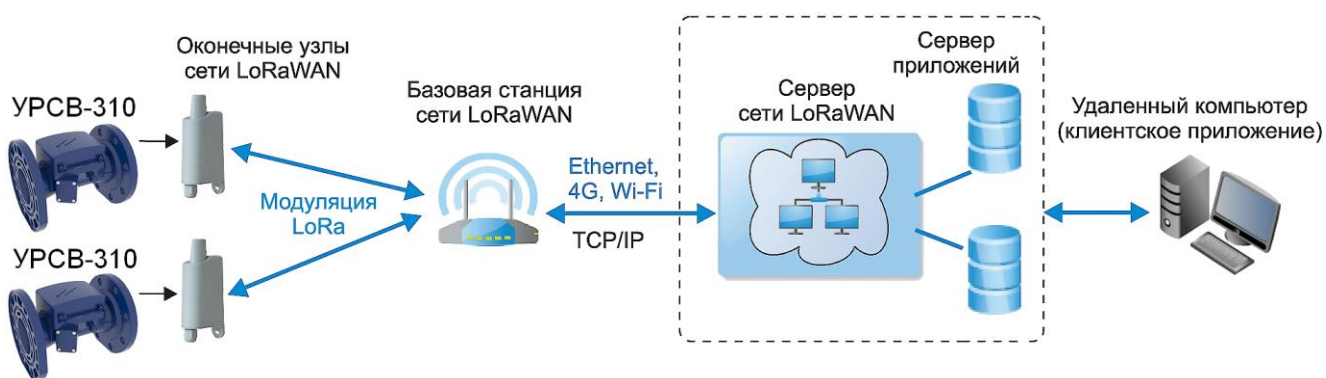 Оконечные узлы
сети LoRaWAN
УРСВ-310
УРСВ-310
Модуляция
LoRa
Базовая станция
сети LoRaWAN
Ethernet,
4G, Wi-Fi
TCP/IP
Сервер
сети LoRaWAN
Сервер
приложений
Удаленный компьютер
(клиентское приложение)